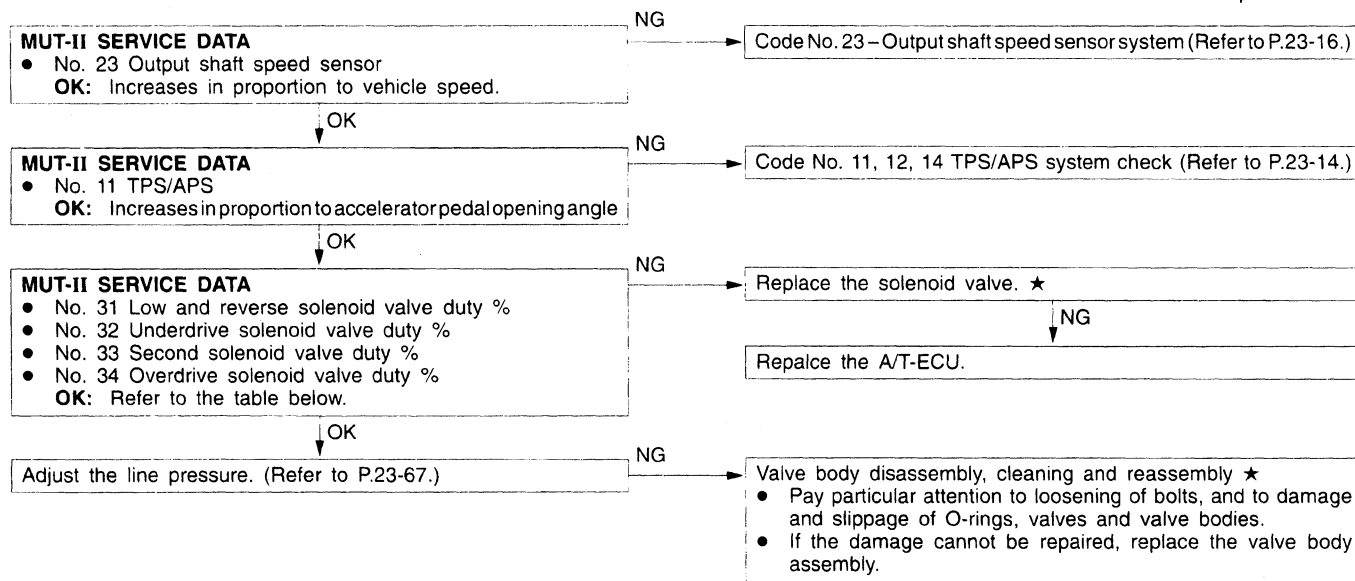 NG
MUT-II SERVICE DATA
● No. 23 Output shaft speed sensor
OK: Increases in proportion to vehicle speed.
Code No. 23 – Output shaft speed sensor system (Refer to P.23-16.)
OK
NG
MUT-II SERVICE DATA
● No. 11 TPS/APS
OK: Increases in proportion to accelerator pedal opening angle
Code No. 11, 12, 14 TPS/APS system check (Refer to P.23-14.)
OK
NG
MUT-II SERVICE DATA
● No. 31 Low and reverse solenoid valve duty %
● No. 32 Underdrive solenoid valve duty %
● No. 33 Second solenoid valve duty %
● No. 34 Overdrive solenoid valve duty %
OK: Refer to the table below.
Replace the solenoid valve. ★
NG
Repalce the A/T-ECU.
OK
NG
Adjust the line pressure. (Refer to P.23-67.)
Valve body disassembly, cleaning and reassembly ★
● Pay particular attention to loosening of bolts, and to damage
and slippage of O-rings, valves and valve bodies.
● If the damage cannot be repaired, replace the valve body
assembly.